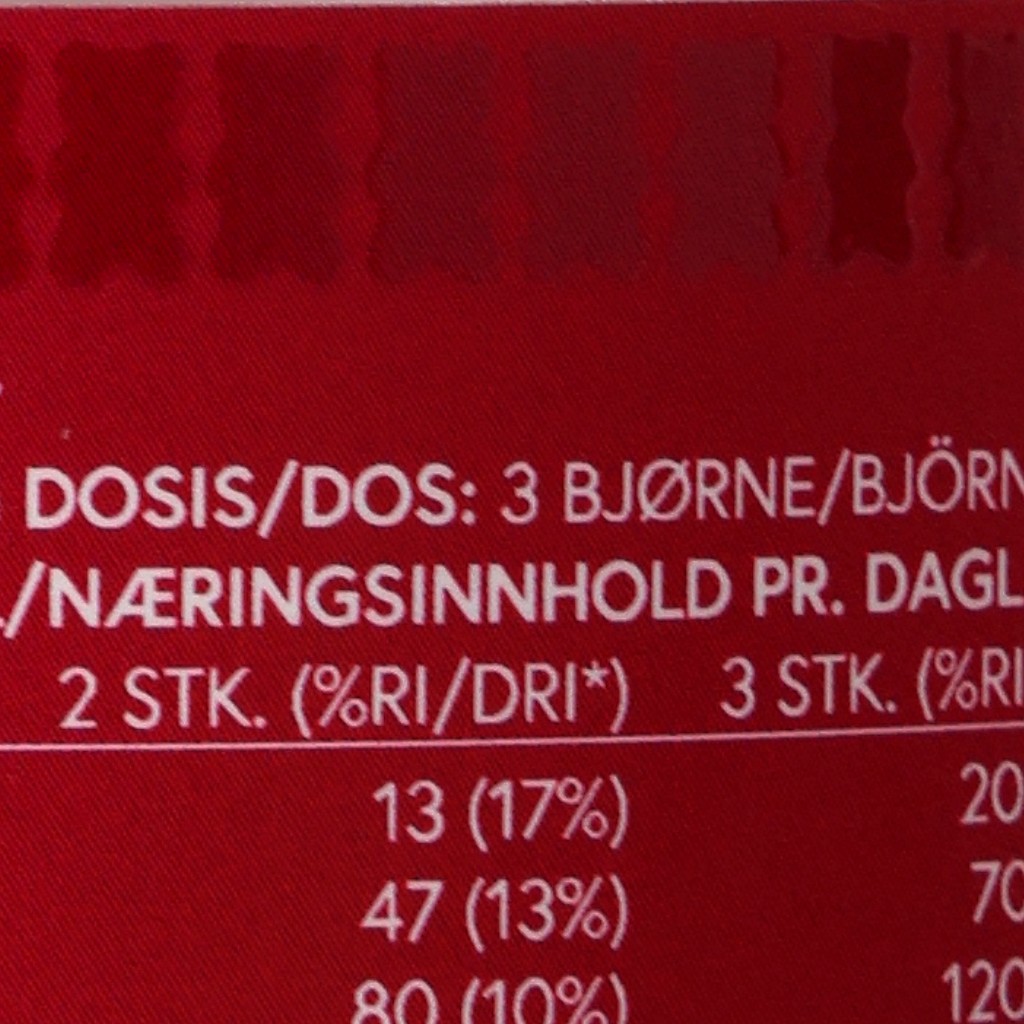 DOSIS/DOS: 3 BJØRNE/BJÖRN
/NÆRINGSINNHOLD PR. DAGL
2 STK. (%RI/DRI*) 3 STK. (%RI
13 (17%) 20
47 (13%) 70
80 (10%) 120